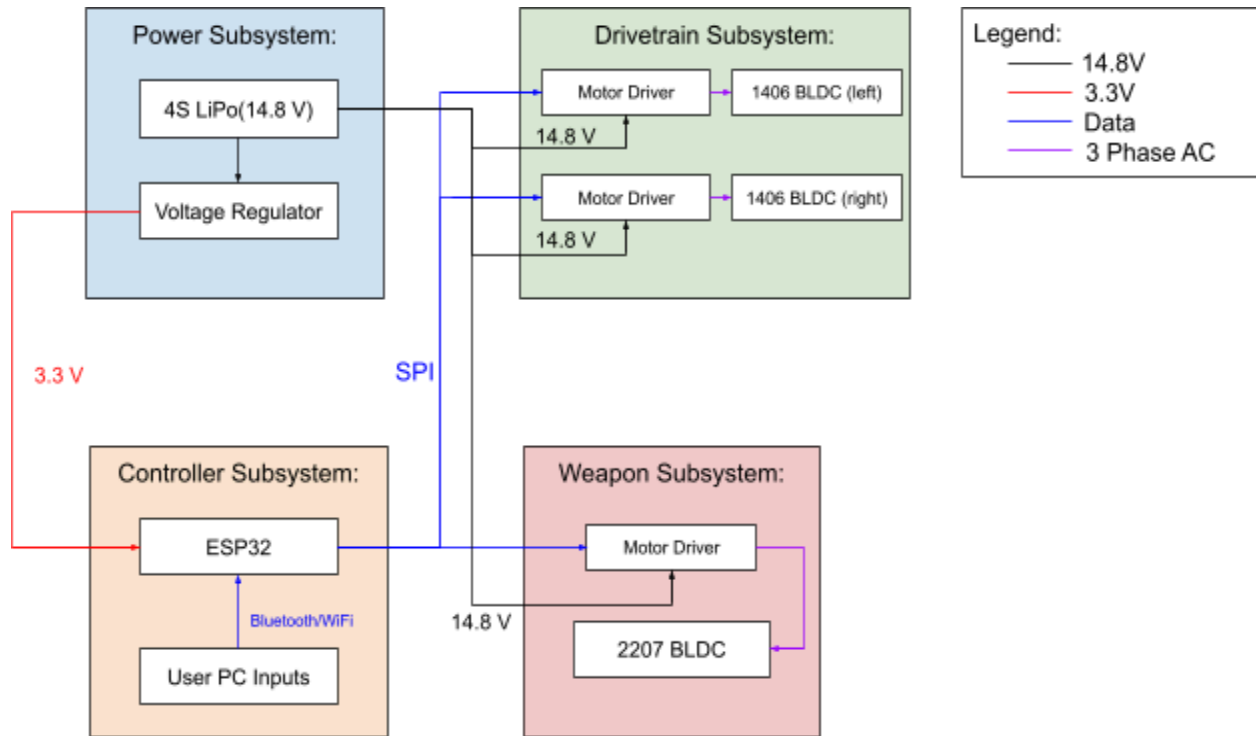 Power Subsystem:
4S LiPo(14.8 V)
Voltage Regulator
Drivetrain Subsystem:
Motor Driver
1406 BLDC (left)
14.8 V
Motor Driver
1406 BLDC (right)
14.8 V
Legend:
14.8V
3.3V
Data
3 Phase AC
3.3 V
SPI
Controller Subsystem:
ESP32
Bluetooth/WiFi
User PC Inputs
14.8 V
Weapon Subsystem:
Motor Driver
2207 BLDC